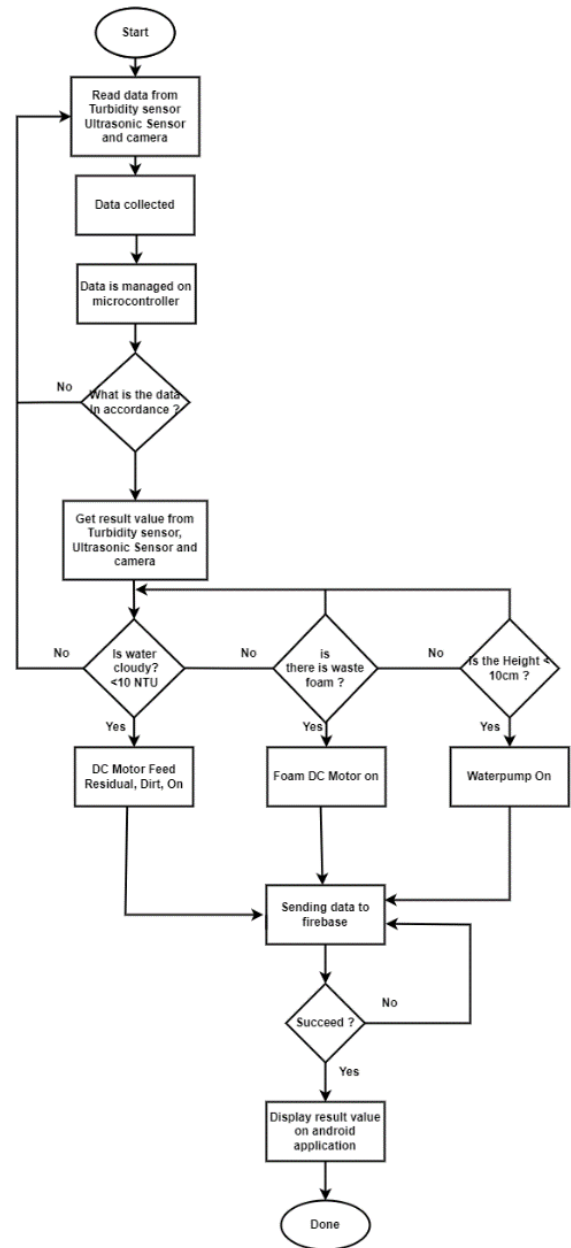 Start
Read data from
Turbidity sensor
Ultrasonic Sensor
and camera
Data collected
Data is managed on
microcontroller
No
What is the data
in accordance ?
Get result value from
Turbidity sensor,
Ultrasonic Sensor and
camera
No
Is water
cloudy?
<10 NTU
No
is
there is waste
foam ?
No
Is the Height <
10cm ?
Yes
Yes
Yes
DC Motor Feed
Residual, Dirt, On
Foam DC Motor on
Waterpump On
Sending data to
firebase
No
Succeed ?
Yes
Display result value
on android
application
Done